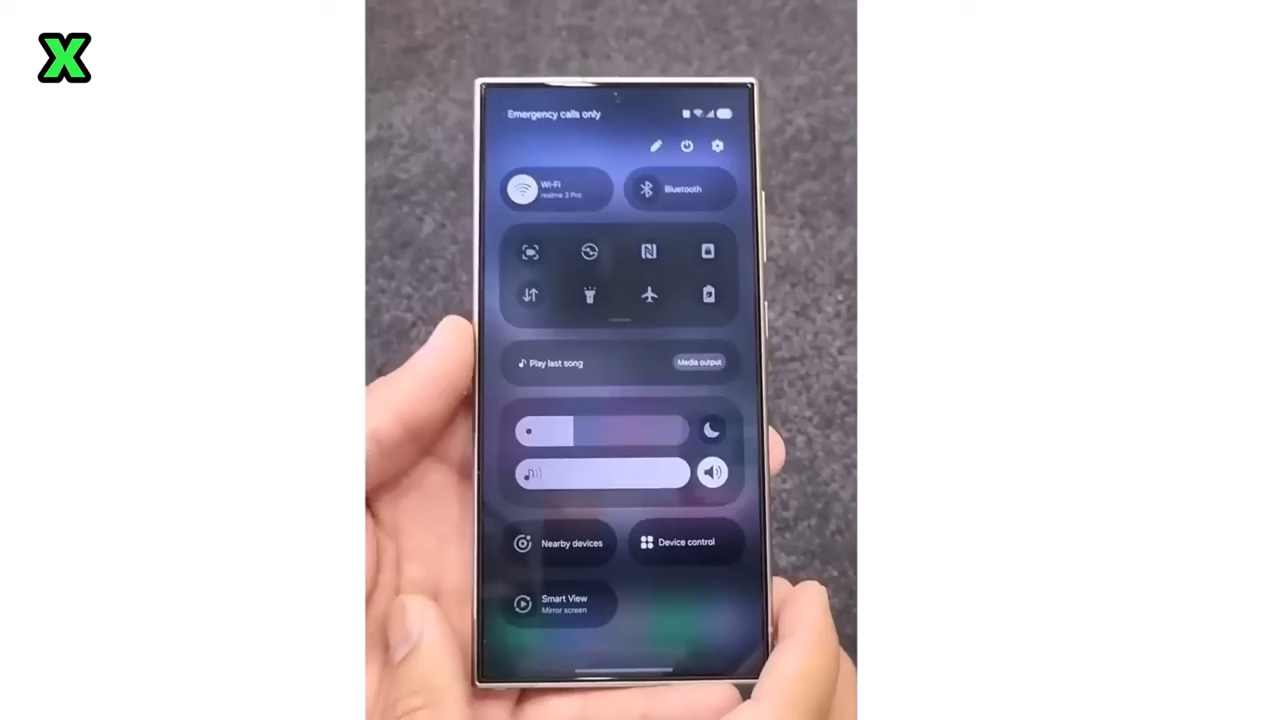 X
Emergency calls only
Wi-Fi
realme 3 Pro
Bluetooth
Play last song
Media output
Nearby devices
Device control
Smart View
Mirror screen